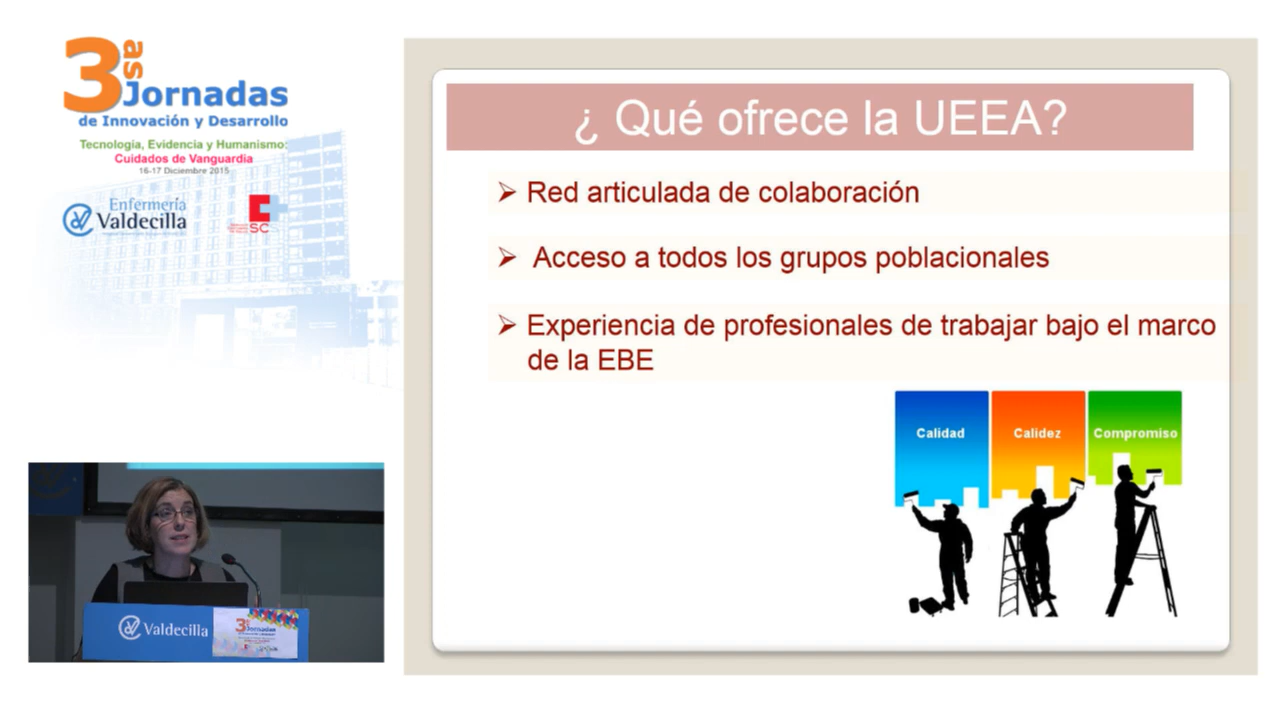 3as Jornadas
de Innovación y Desarrollo
Tecnología, Evidencia y Humanismo:
Cuidados de Vanguardia
16-17 Diciembre 2015
Enfermería
Valdecilla
SC
¿ Qué ofrece la UEEA?
Red articulada de colaboración
Acceso a todos los grupos poblacionales
Experiencia de profesionales de trabajar bajo el marco
de la EBE
Calidad Calidez Compromiso
Valdecilla
3as Jornadas